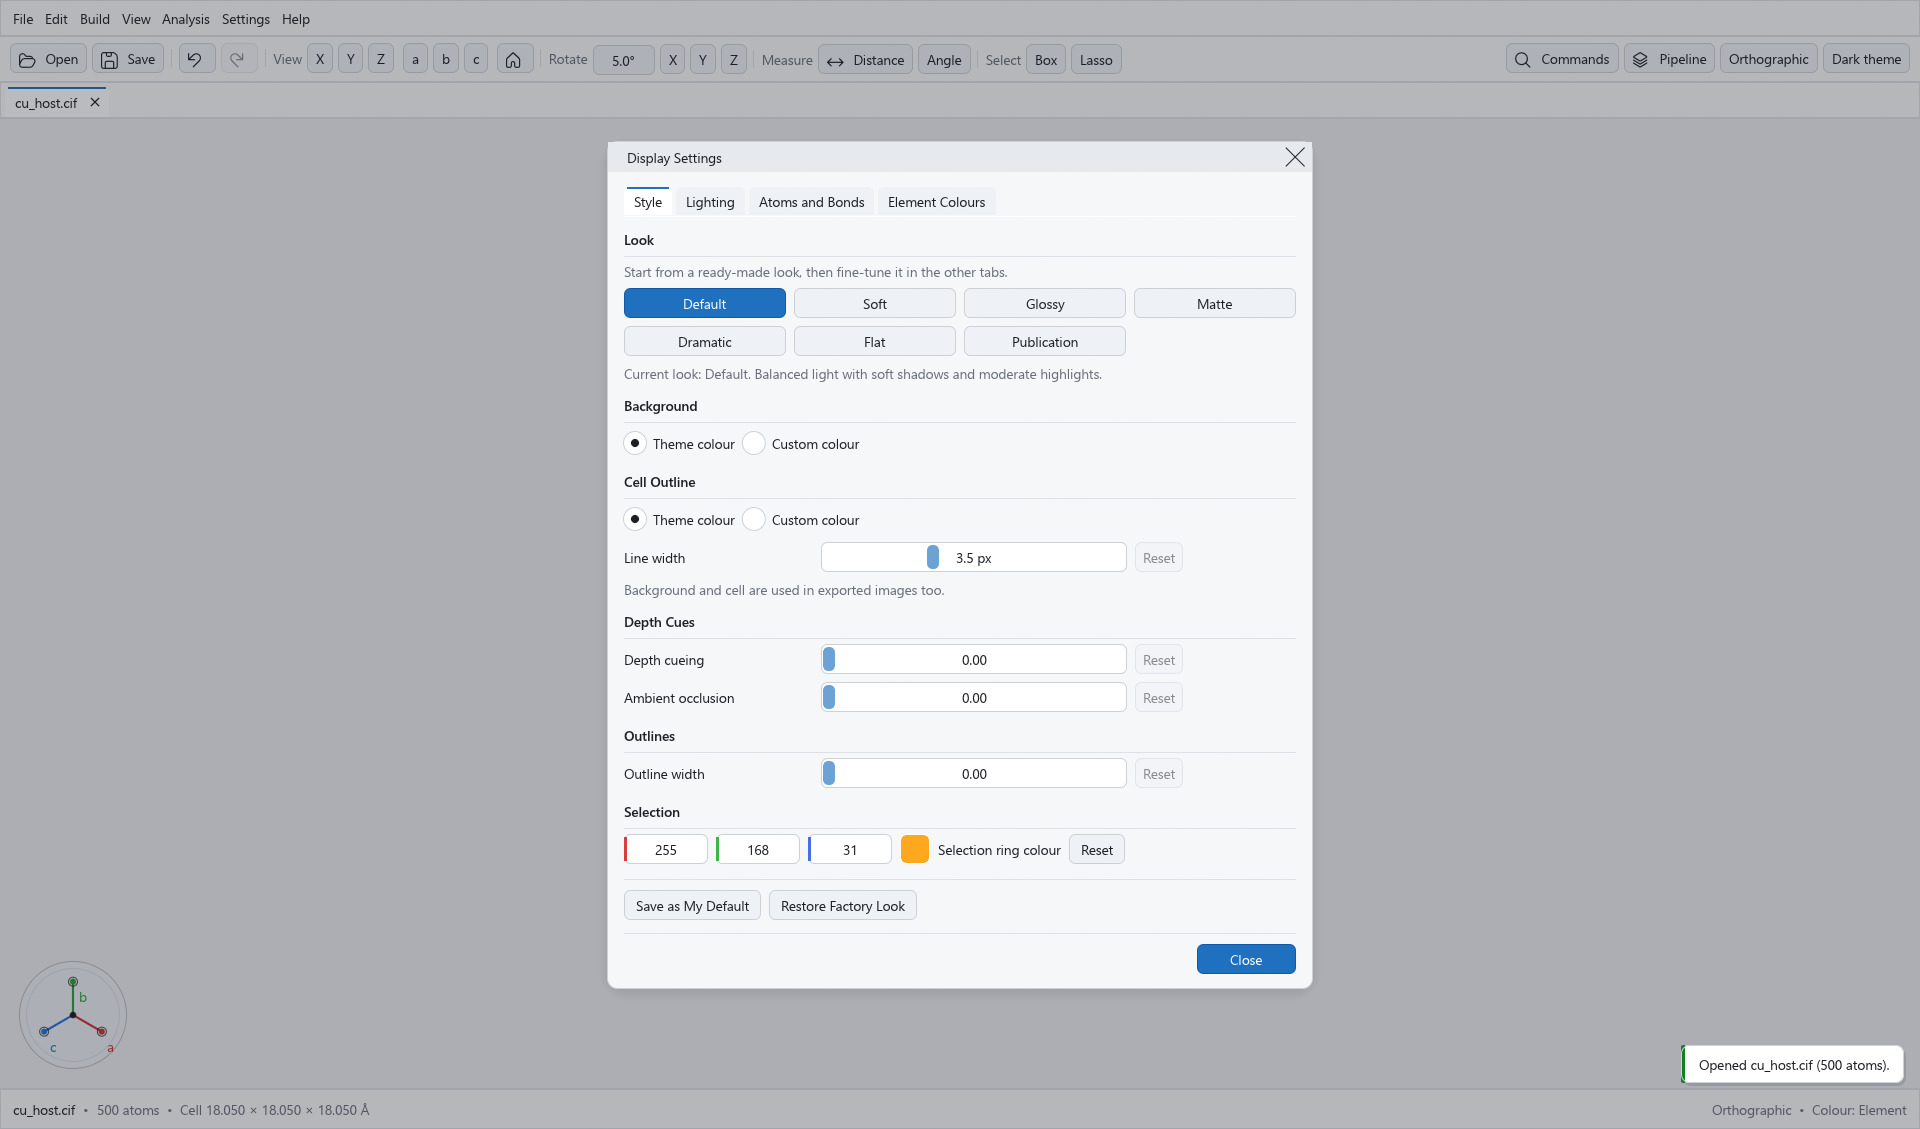 File Edit Build View Analysis Settings Help
Open Save View X Y Z a b c Rotate 5.0° X Y Z Measure Distance Angle Select Box Lasso Commands Pipeline Orthographic Dark theme
cu_host.cif
Display Settings
Style Lighting Atoms and Bonds Element Colours
Look
Start from a ready-made look, then fine-tune it in the other tabs.
Default Soft Glossy Matte
Dramatic Flat Publication
Current look: Default. Balanced light with soft shadows and moderate highlights.
Background
Theme colour Custom colour
Cell Outline
Theme colour Custom colour
Line width 3.5 px Reset
Background and cell are used in exported images too.
Depth Cues
Depth cueing 0.00 Reset
Ambient occlusion 0.00 Reset
Outlines
Outline width 0.00 Reset
Selection
255 168 31 Selection ring colour Reset
Save as My Default Restore Factory Look
Close
b
c a
Opened cu_host.cif (500 atoms).
cu_host.cif • 500 atoms • Cell 18.050 × 18.050 × 18.050 Å Orthographic • Colour: Element